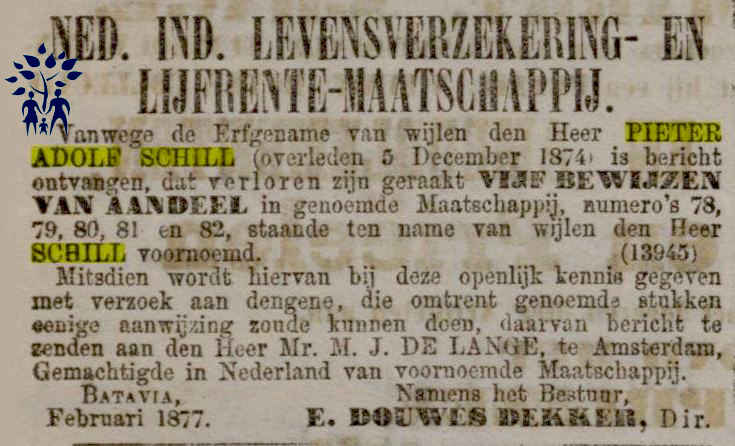 NED. IND. LEVENSVERZEKERING- EN
LIJFRENTE-MAATSCHAPPIJ.
Vanwege de Erfgename van wijlen den Heer PIETER
ADOLF SCHILL (overleden 5 December 1874) is bericht
ontvangen, dat verloren zijn geraakt VIJF BEWIJZEN
VAN AANDEEL in genoemde Maatschappij, numero's 78,
79, 80, 81 en 82, staande ten name van wijlen den Heer
SCHILL voornoemd. (13945)
Mitsdien wordt hiervan bij deze openlijk kennis gegeven
met verzoek aan dengene, die omtrent genoemde stukken
eenige aanwijzing zoude kunnen doen, daarvan bericht te
zenden aan den Heer Mr. M. J. DE LANGE, te Amsterdam,
Gemachtigde in Nederland van voornoemde Maatschappij.
BATAVIA, Namens het Bestuur,
Februari 1877. E. DOUWES DEKKER, Dir.